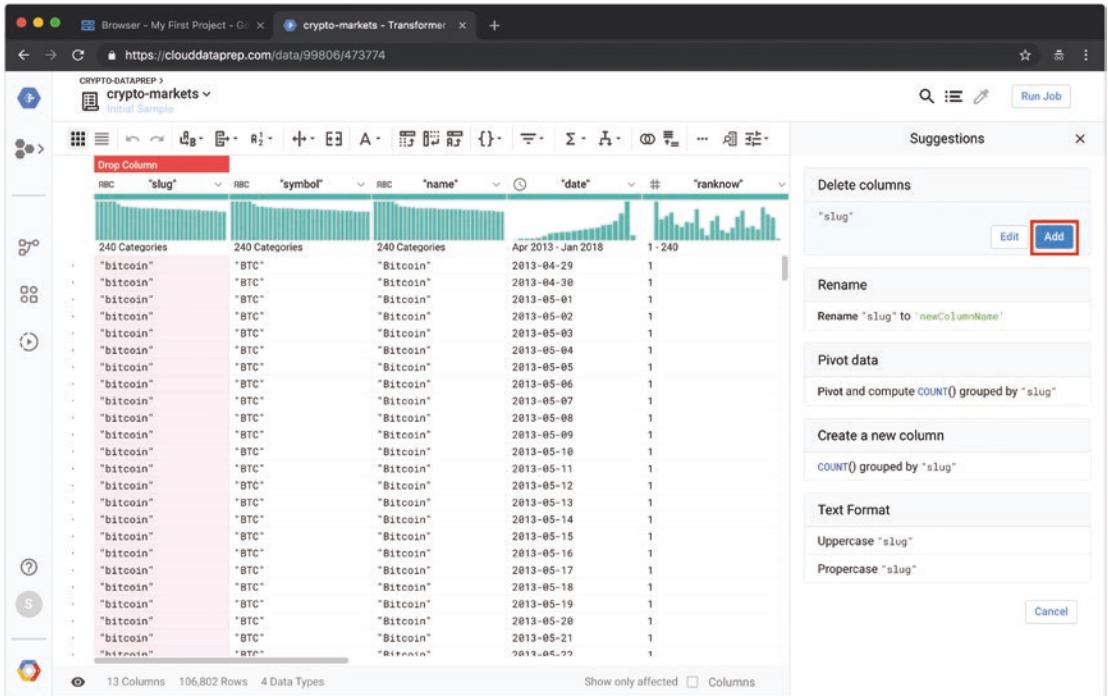 Browser - My First Project - Go
crypto-markets - Transformer
https://clouddataprep.com/data/99806/473774
CRYPTO-DATAPREP >
crypto-markets
Initial Sample
Run Job
Suggestions
Drop Column
RBC "slug" RBC "symbol" RBC "name" "date" # "ranknow"
240 Categories 240 Categories 240 Categories Apr 2013 - Jan 2018 1 - 240
"bitcoin" "BTC" "Bitcoin" 2013-04-29 1
"bitcoin" "BTC" "Bitcoin" 2013-04-30 1
"bitcoin" "BTC" "Bitcoin" 2013-05-01 1
"bitcoin" "BTC" "Bitcoin" 2013-05-02 1
"bitcoin" "BTC" "Bitcoin" 2013-05-03 1
"bitcoin" "BTC" "Bitcoin" 2013-05-04 1
"bitcoin" "BTC" "Bitcoin" 2013-05-05 1
"bitcoin" "BTC" "Bitcoin" 2013-05-06 1
"bitcoin" "BTC" "Bitcoin" 2013-05-07 1
"bitcoin" "BTC" "Bitcoin" 2013-05-08 1
"bitcoin" "BTC" "Bitcoin" 2013-05-09 1
"bitcoin" "BTC" "Bitcoin" 2013-05-10 1
"bitcoin" "BTC" "Bitcoin" 2013-05-11 1
"bitcoin" "BTC" "Bitcoin" 2013-05-12 1
"bitcoin" "BTC" "Bitcoin" 2013-05-13 1
"bitcoin" "BTC" "Bitcoin" 2013-05-14 1
"bitcoin" "BTC" "Bitcoin" 2013-05-15 1
"bitcoin" "BTC" "Bitcoin" 2013-05-16 1
"bitcoin" "BTC" "Bitcoin" 2013-05-17 1
"bitcoin" "BTC" "Bitcoin" 2013-05-18 1
"bitcoin" "BTC" "Bitcoin" 2013-05-19 1
"bitcoin" "BTC" "Bitcoin" 2013-05-20 1
"bitcoin" "BTC" "Bitcoin" 2013-05-21 1
"bitcoin" "BTC" "Bitcoin" 2013-05-22 1
Delete columns
"slug"
Edit Add
Rename
Rename "slug" to 'newColumnName'
Pivot data
Pivot and compute COUNT() grouped by "slug"
Create a new column
COUNT() grouped by "slug"
Text Format
Uppercase "slug"
Propercase "slug"
Cancel
S
13 Columns 106,802 Rows 4 Data Types Show only affected Columns